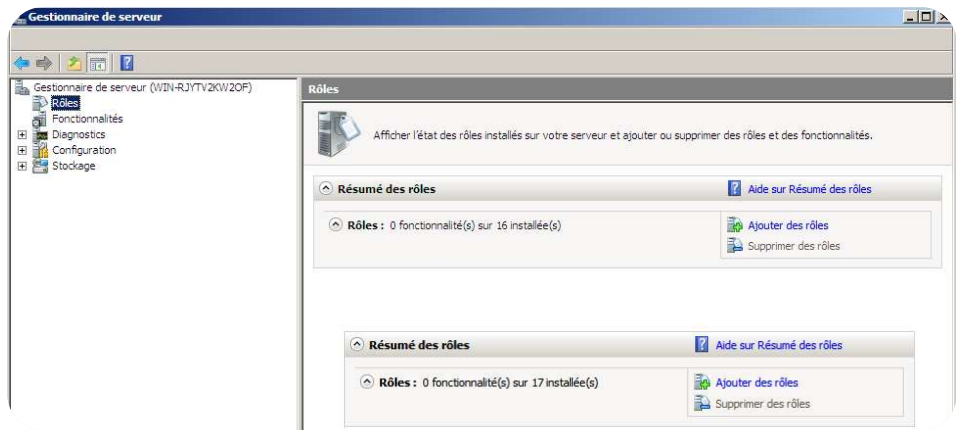 Gestionnaire de serveur
Gestionnaire de serveur (WIN-RJYTV2KW2OF)
Rôles
Fonctionnalités
Diagnostics
Configuration
Stockage
Rôles
Afficher l'état des rôles installés sur votre serveur et ajouter ou supprimer des rôles et des fonctionnalités.
Résumé des rôles
Aide sur Résumé des rôles
Rôles : 0 fonctionnalité(s) sur 16 installée(s)
Ajouter des rôles
Supprimer des rôles
Résumé des rôles
Aide sur Résumé des rôles
Rôles : 0 fonctionnalité(s) sur 17 installée(s)
Ajouter des rôles
Supprimer des rôles